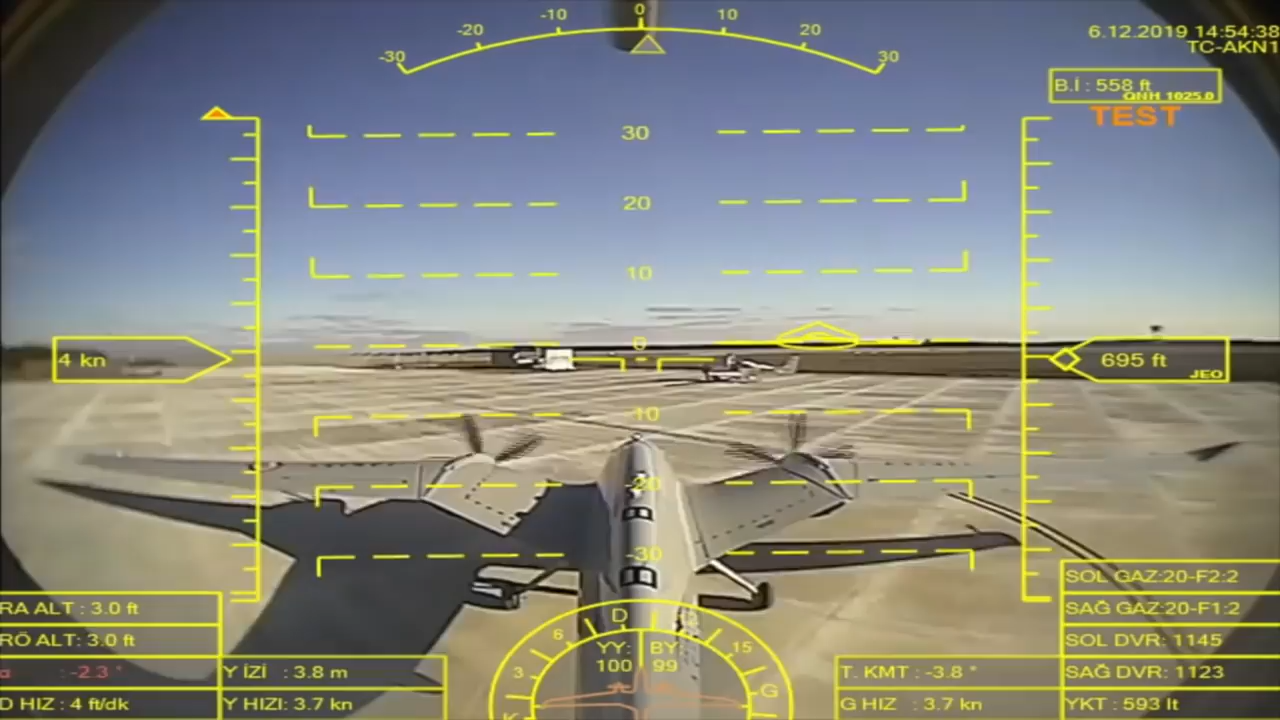 -30 -20 -10 0 10 20 30
6.12.2019 14:54:38
TC-AKN1
B.İ : 558 ft
QNH 1025.0
TEST
30
20
10
0
4 kn
695 ft
JEO
-10
-20
-30
RA ALT : 3.0 ft
RÖ ALT: 3.0 ft
α : -2.3 °
D HIZ : 4 ft/dk
Y İZİ : 3.8 m
Y HIZI: 3.7 kn
K 3 6 D 15 G
YY: 100
BY 99
T. KMT : -3.8 °
G HIZ : 3.7 kn
SOL GAZ:20-F2:2
SAĞ GAZ:20-F1:2
SOL DVR: 1145
SAĞ DVR: 1123
YKT : 593 lt